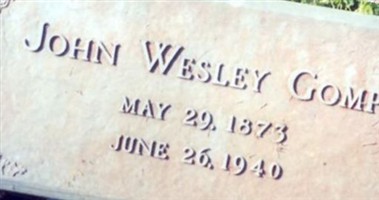 JOHN WESLEY GOMP
MAY 29, 1873
JUNE 26, 1940